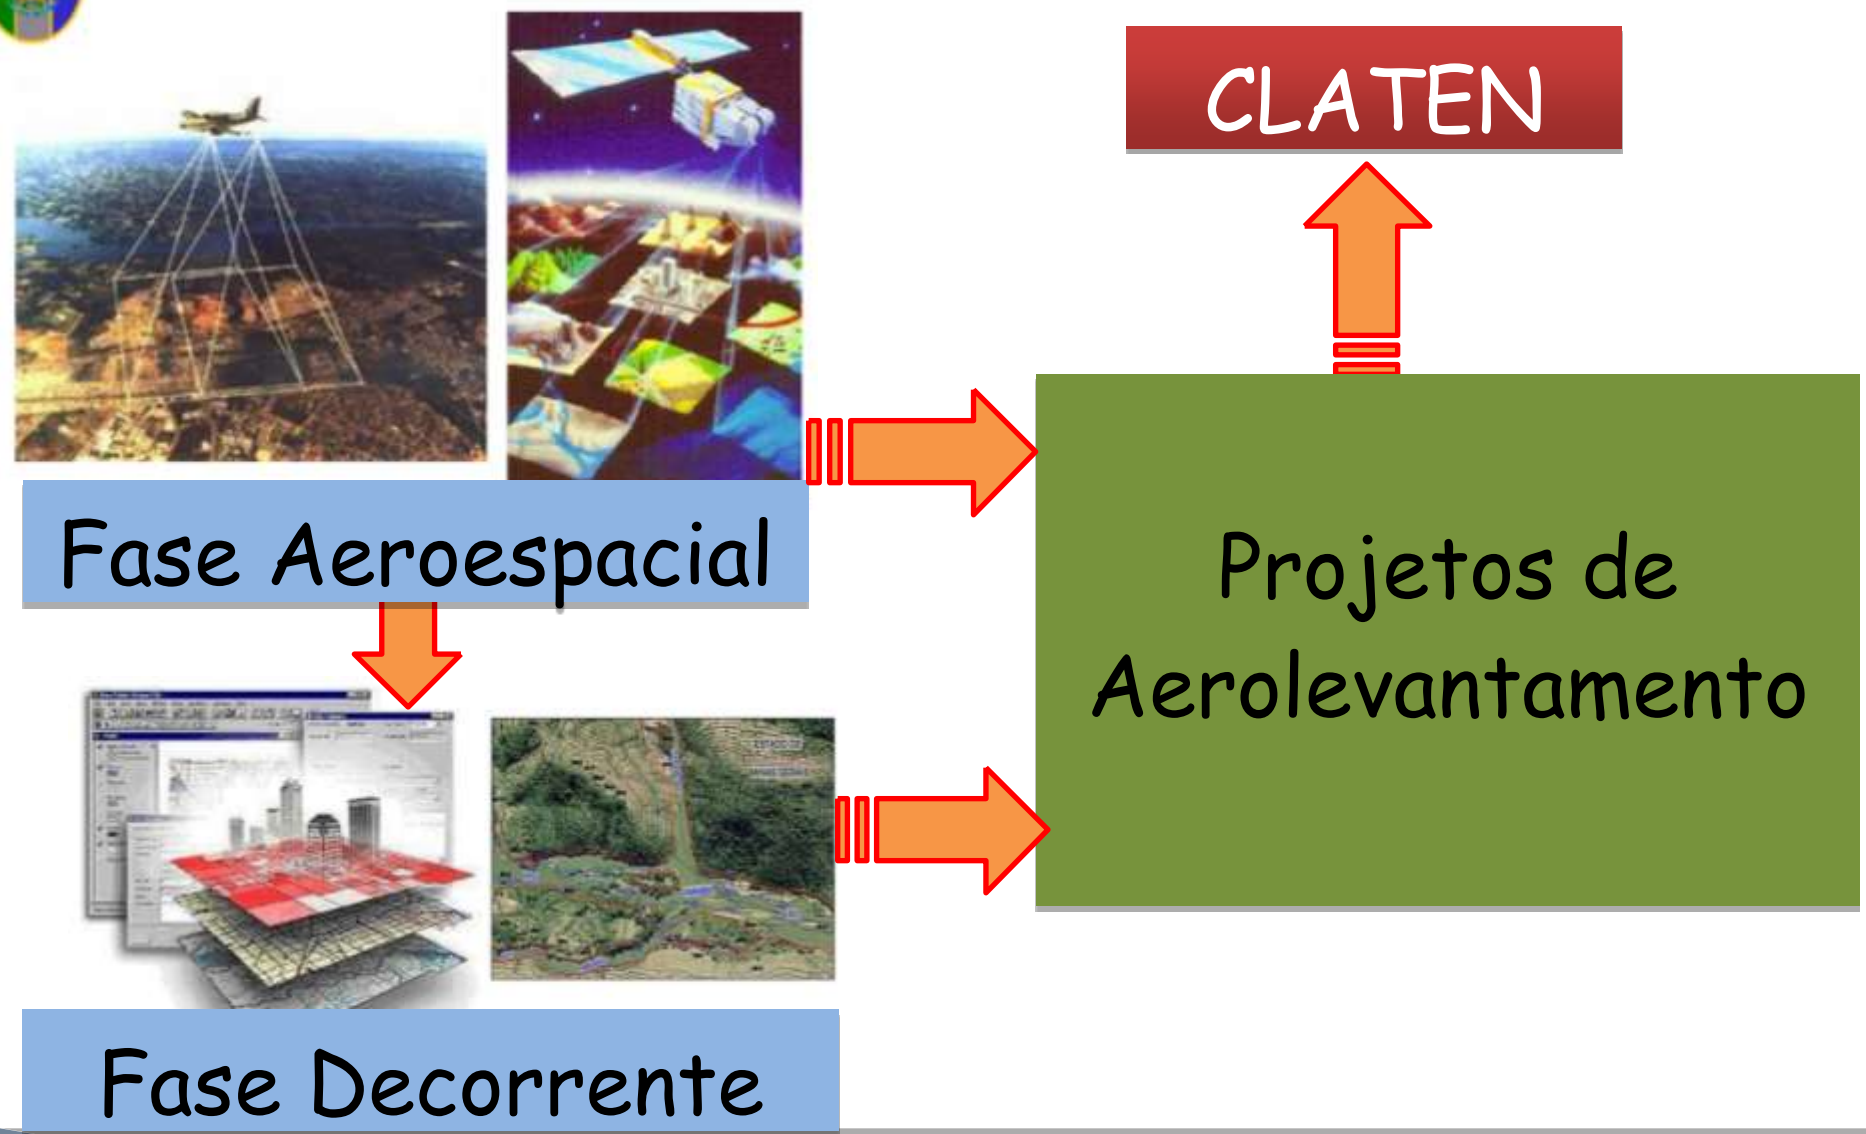 CLATEN
Fase Aeroespacial
Projetos de
Aerolevantamento
Fase Decorrente